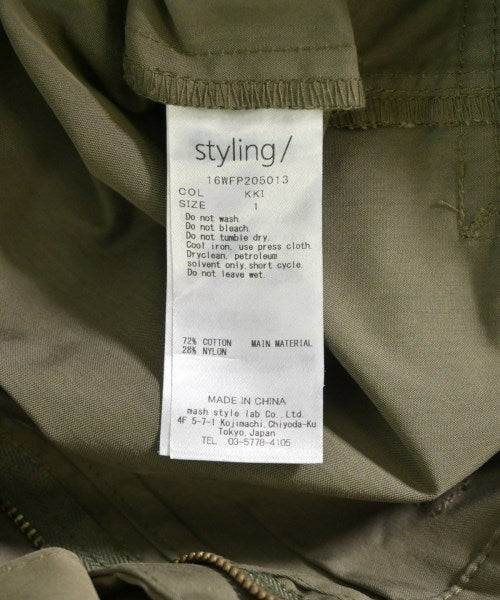 styling/
16WFP205013
COL KKI
SIZE 1
Do not wash.
Do not bleach.
Do not tumble dry.
Cool iron, use press cloth.
Dryclean, petroleum
solvent only, short cycle.
Do not leave wet.
72% COTTON MAIN MATERIAL
28% NYLON
MADE IN CHINA
mash style lab Co., Ltd.
4F 5-7-1 Kojimachi, Chiyoda-Ku
Tokyo, Japan
TEL 03-5778-4105